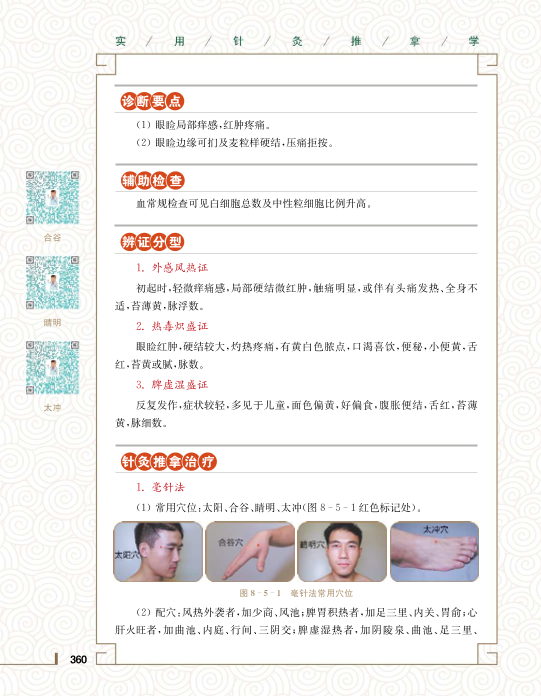 实 / 用 / 针 / 灸 / 推 / 拿 / 学
诊断要点
(1) 眼睑局部痒感,红肿疼痛。
(2) 眼睑边缘可扪及麦粒样硬结,压痛拒按。
辅助检查
血常规检查可见白细胞总数及中性粒细胞比例升高。
辨证分型
1. 外感风热证
初起时,轻微痒痛感,局部硬结微红肿,触痛明显,或伴有头痛发热、全身不
适,苔薄黄,脉浮数。
2. 热毒炽盛证
眼睑红肿,硬结较大,灼热疼痛,有黄白色脓点,口渴喜饮,便秘,小便黄,舌
红,苔黄或腻,脉数。
3. 脾虚湿盛证
反复发作,症状较轻,多见于儿童,面色偏黄,好偏食,腹胀便结,舌红,苔薄
黄,脉细数。
针灸推拿治疗
1. 毫针法
(1) 常用穴位:太阳、合谷、睛明、太冲(图 8-5-1 红色标记处)。
太阳穴
合谷穴
睛明穴
太冲穴
图 8-5-1 毫针法常用穴位
(2) 配穴:风热外袭者,加少商、风池;脾胃积热者,加足三里、内关、胃俞;心
肝火旺者,加曲池、内庭、行间、三阴交;脾虚湿热者,加阴陵泉、曲池、足三里、
合谷
睛明
太冲
360